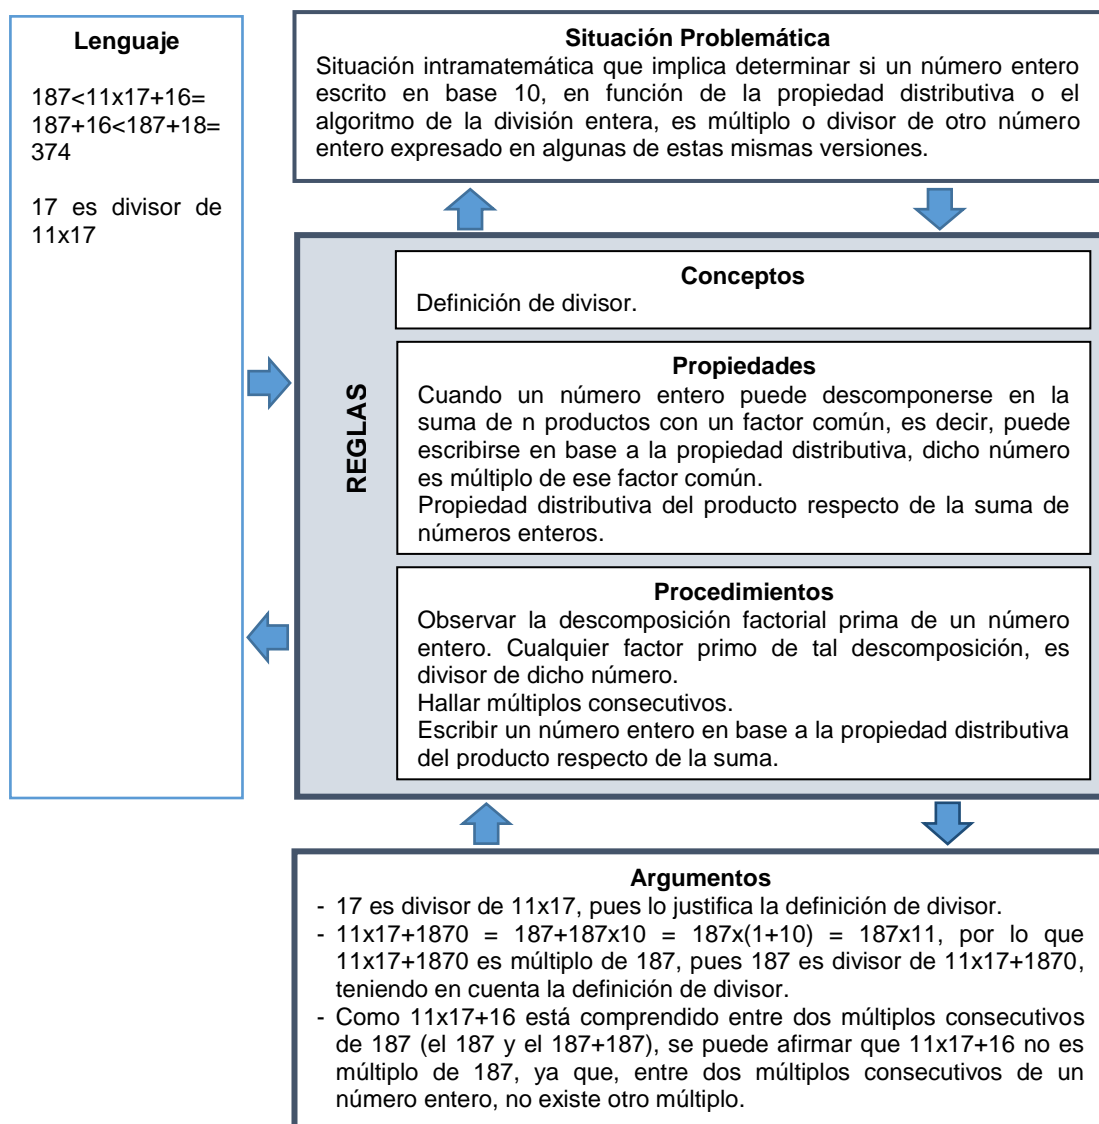 Lenguaje
187<11x17+16=
187+16<187+18=
374
17 es divisor de
11x17
Situación Problemática
Situación intramatemática que implica determinar si un número entero
escrito en base 10, en función de la propiedad distributiva o el
algoritmo de la división entera, es múltiplo o divisor de otro número
entero expresado en algunas de estas mismas versiones.
REGLAS
Conceptos
Definición de divisor.
Propiedades
Cuando un número entero puede descomponerse en la
suma de n productos con un factor común, es decir, puede
escribirse en base a la propiedad distributiva, dicho número
es múltiplo de ese factor común.
Propiedad distributiva del producto respecto de la suma de
números enteros.
Procedimientos
Observar la descomposición factorial prima de un número
entero. Cualquier factor primo de tal descomposición, es
divisor de dicho número.
Hallar múltiplos consecutivos.
Escribir un número entero en base a la propiedad distributiva
del producto respecto de la suma.
Argumentos
- 17 es divisor de 11x17, pues lo justifica la definición de divisor.
- 11x17+1870 = 187+187x10 = 187x(1+10) = 187x11, por lo que
11x17+1870 es múltiplo de 187, pues 187 es divisor de 11x17+1870,
teniendo en cuenta la definición de divisor.
- Como 11x17+16 está comprendido entre dos múltiplos consecutivos
de 187 (el 187 y el 187+187), se puede afirmar que 11x17+16 no es
múltiplo de 187, ya que, entre dos múltiplos consecutivos de un
número entero, no existe otro múltiplo.